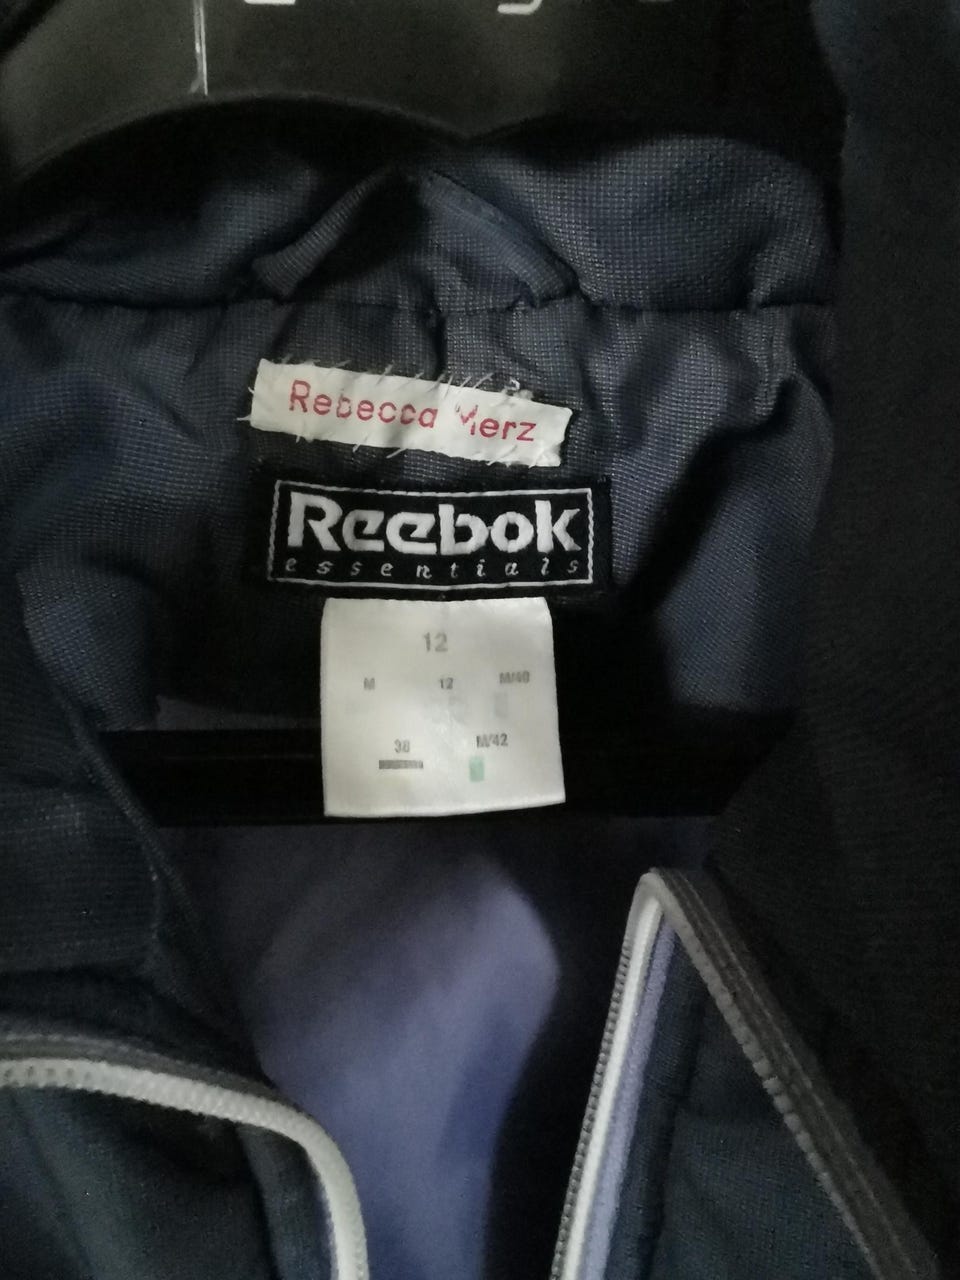 Rebecca Merz
Reebok
essentials
12
M 12 M/40
38 M/42